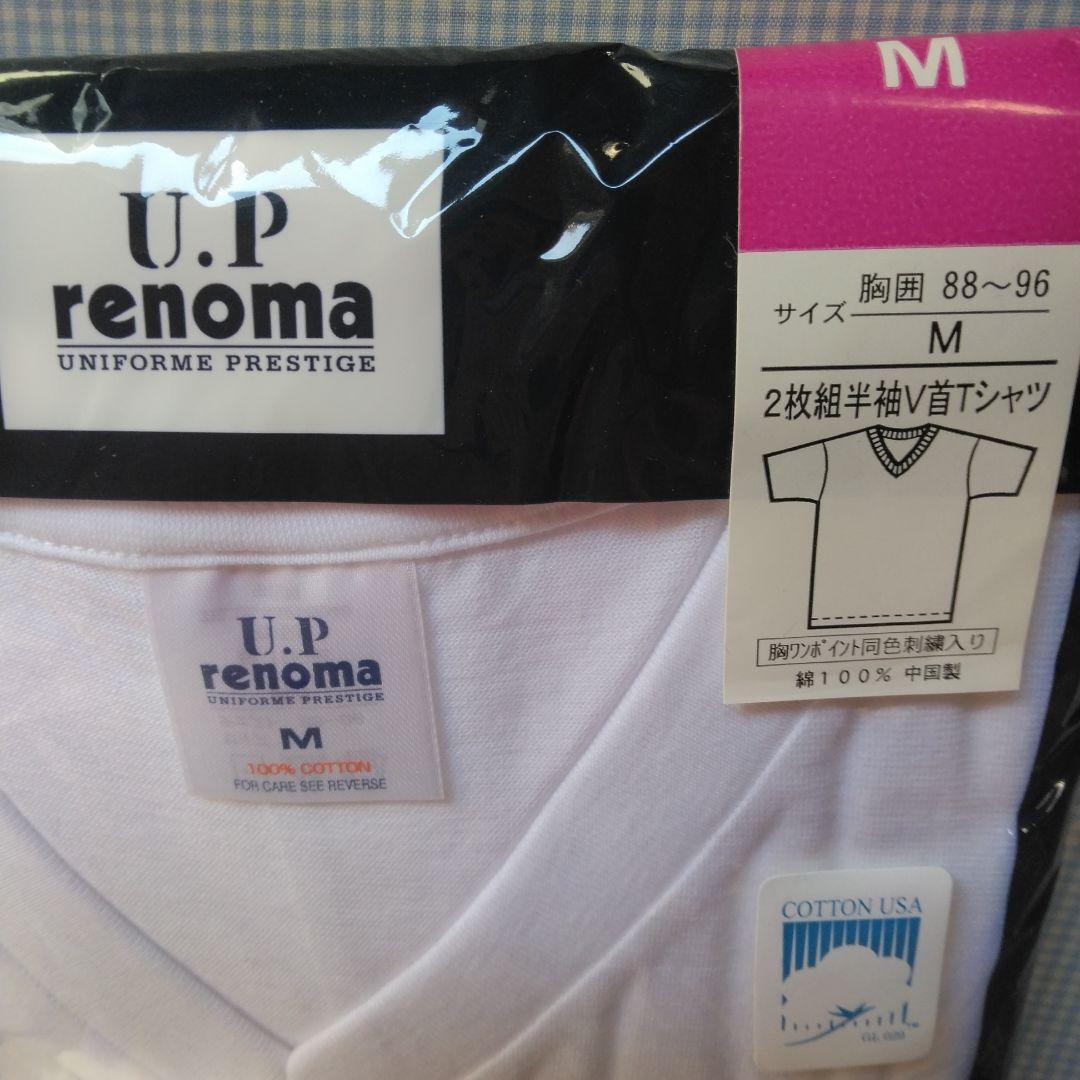 U.P
renoma
UNIFORME PRESTIGE
M
胸囲 88～96
サイズ
M
2枚組半袖V首Tシャツ
胸ワンポイント同色刺繍入り
綿100% 中国製
U.P
renoma
UNIFORME PRESTIGE
M
100% COTTON
FOR CARE SEE REVERSE
COTTON USA
GL 020